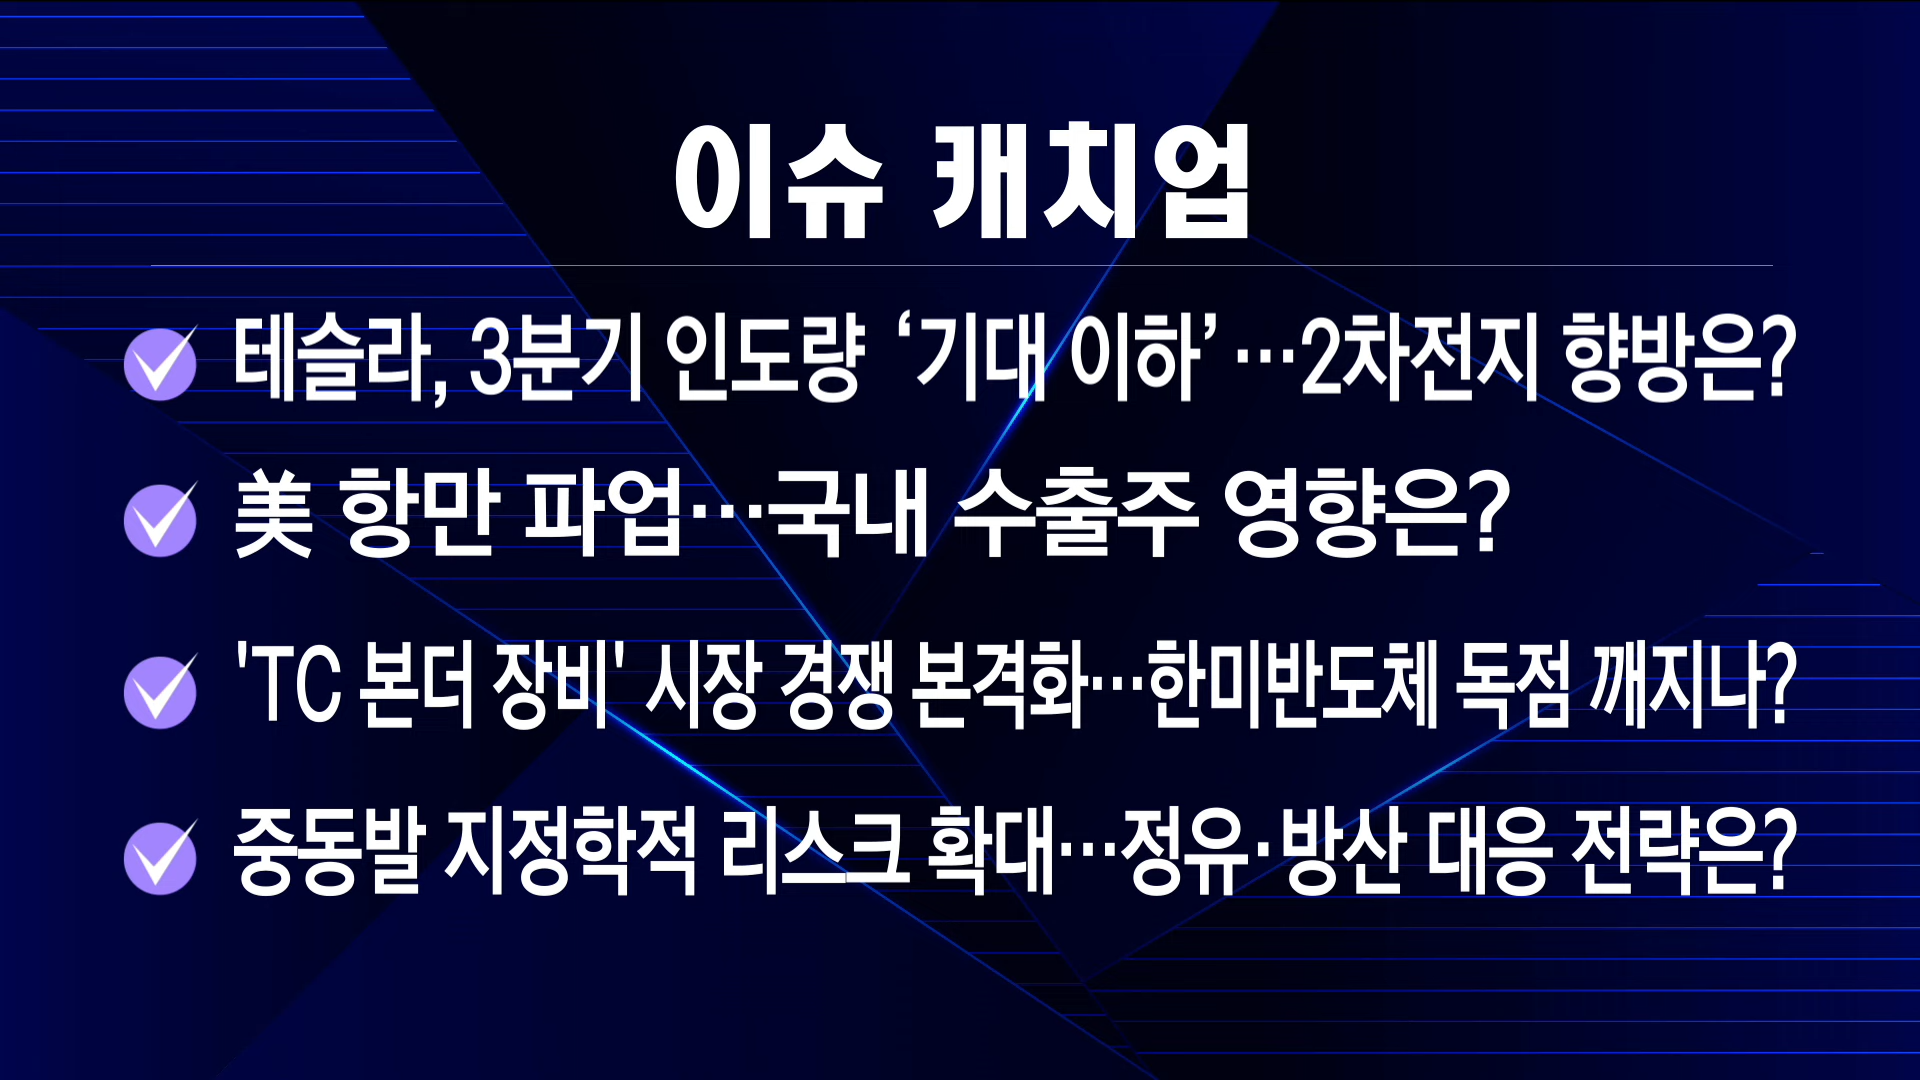 이슈 캐치업
테슬라, 3분기 인도량 ‘기대 이하’…2차전지 향방은?
美 항만 파업…국내 수출주 영향은?
'TC 본더 장비' 시장 경쟁 본격화…한미반도체 독점 깨지나?
중동발 지정학적 리스크 확대…정유·방산 대응 전략은?